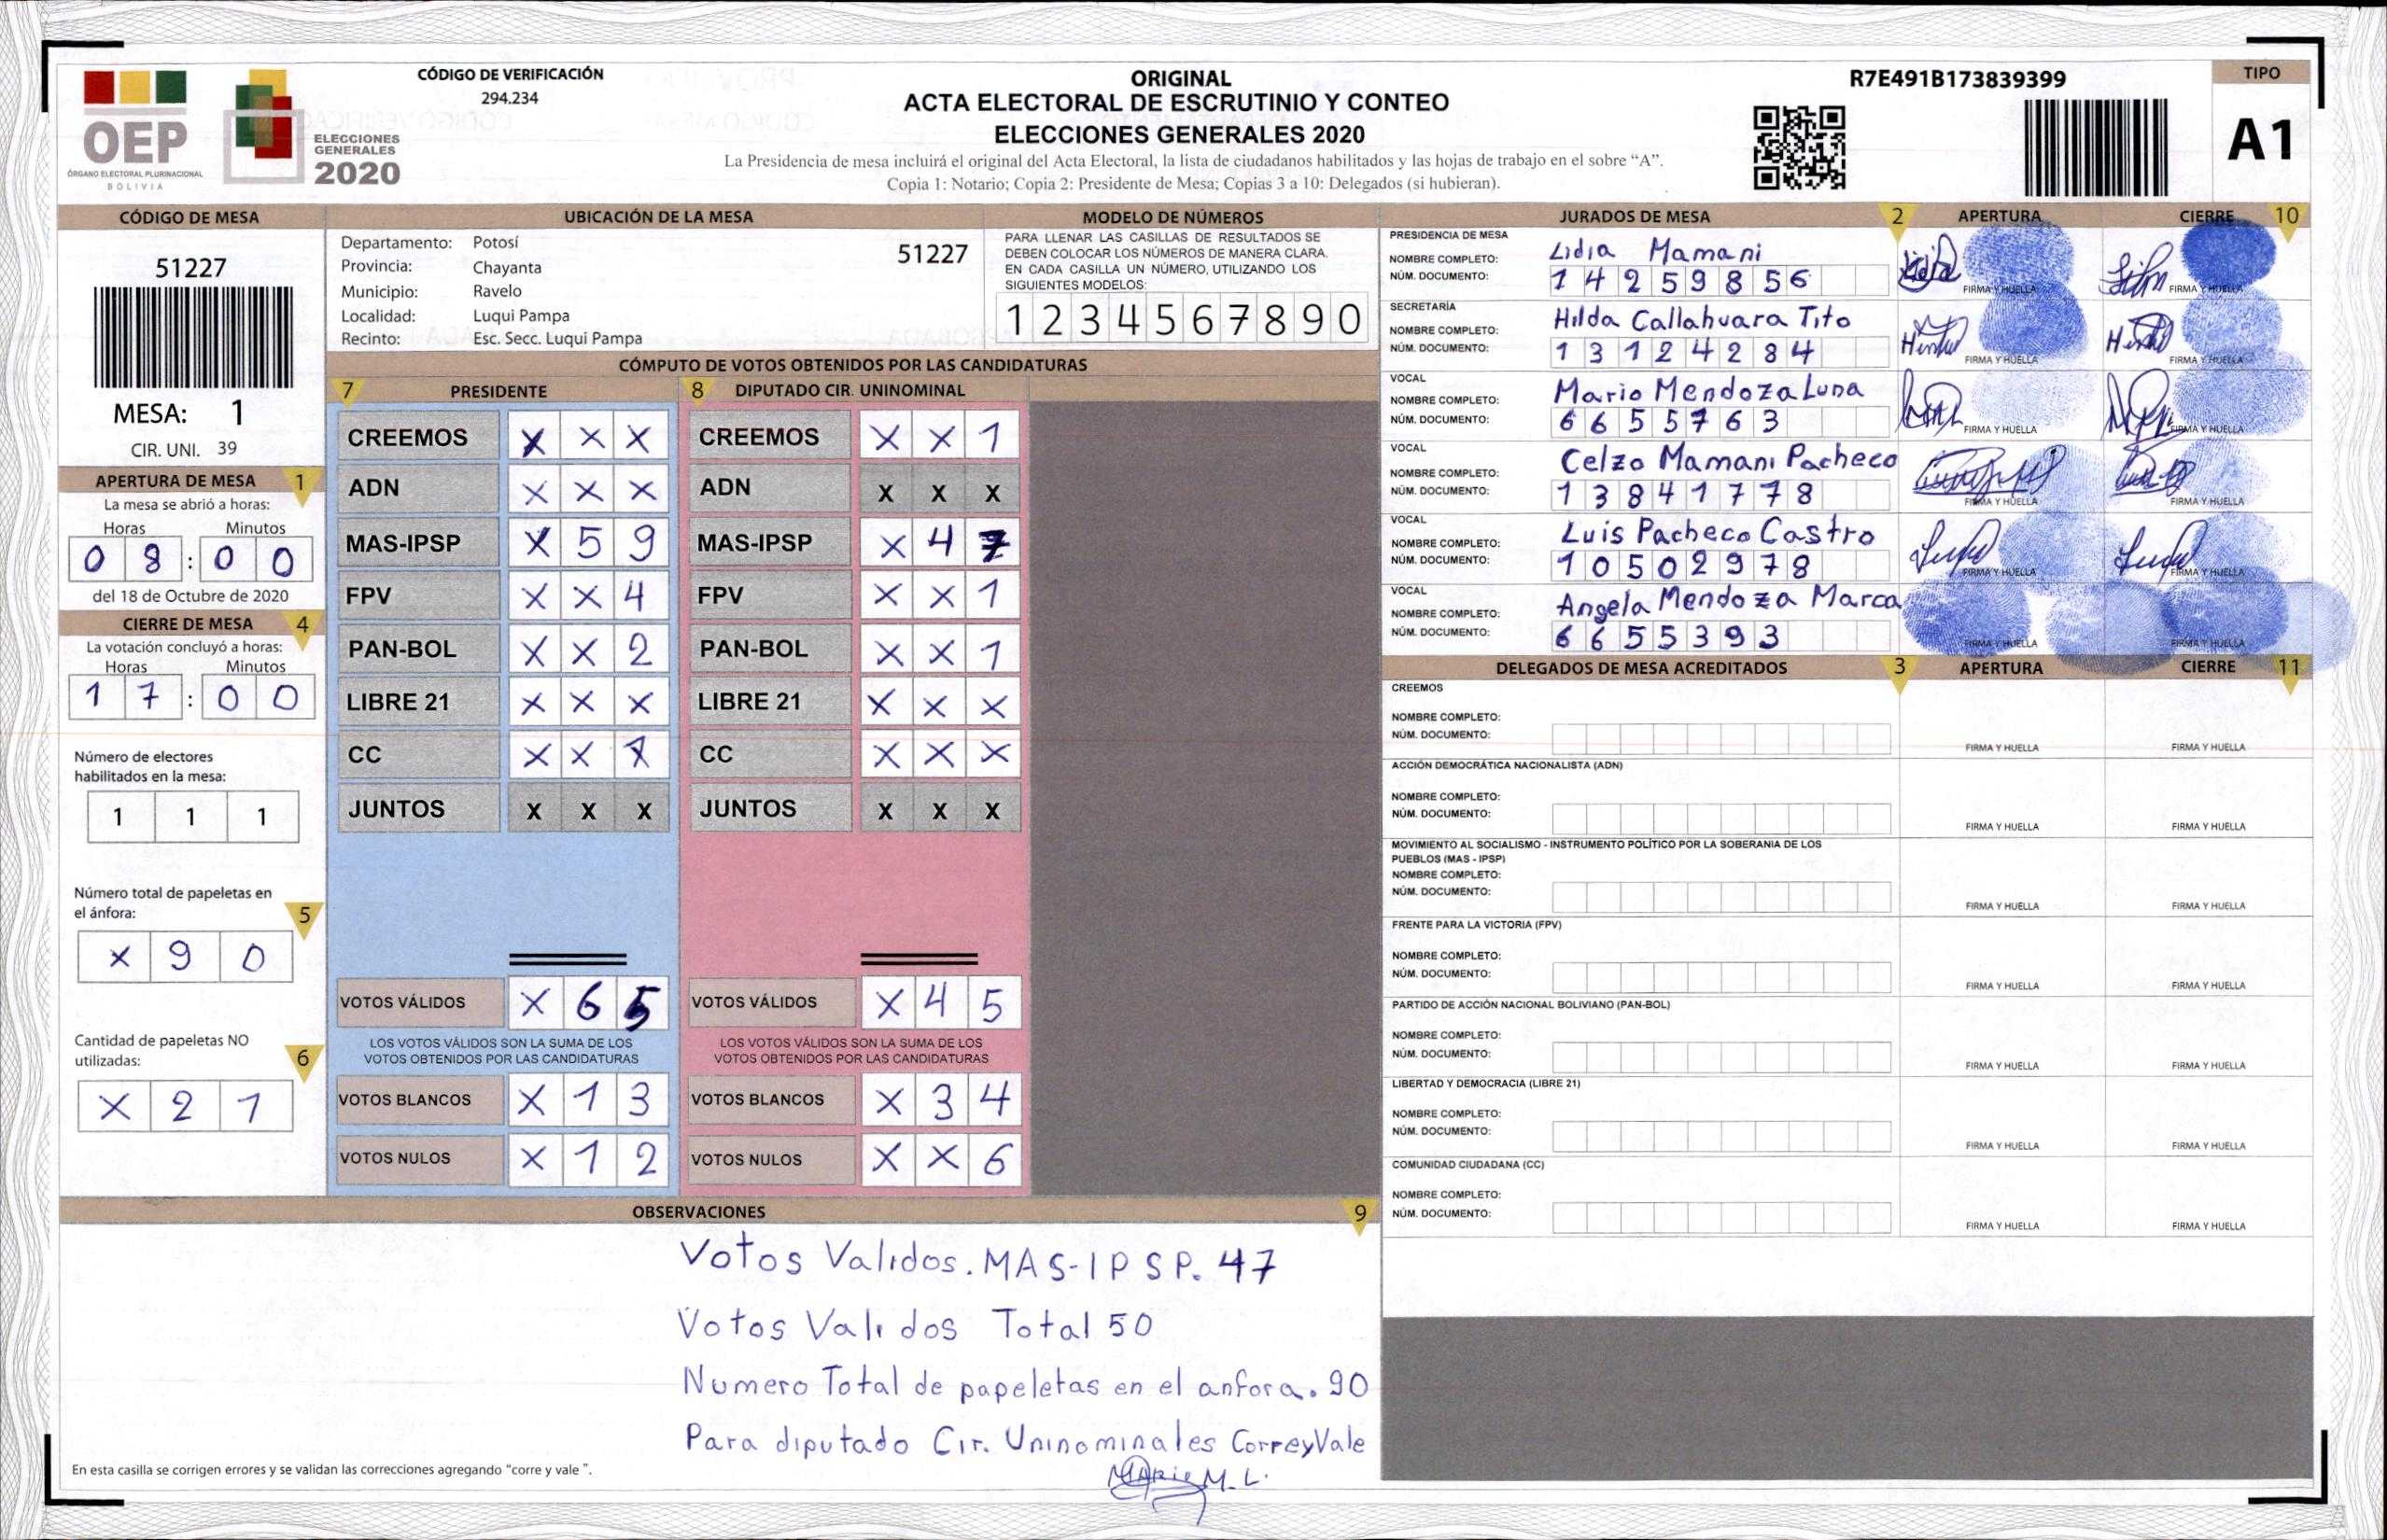 CÓDIGO DE VERIFICACIÓN
294.234
OEP
ÓRGANO ELECTORAL PLURINACIONAL
BOLIVIA
ELECCIONES
GENERALES
2020
ORIGINAL
ACTA ELECTORAL DE ESCRUTINIO Y CONTEO
ELECCIONES GENERALES 2020
La Presidencia de mesa incluirá el original del Acta Electoral, la lista de ciudadanos habilitados y las hojas de trabajo en el sobre “A”.
Copia 1: Notario; Copia 2: Presidente de Mesa; Copias 3 a 10: Delegados (si hubieran).
R7E491B173839399
TIPO
A1
CÓDIGO DE MESA
51227
MESA: 1
CIR. UNI. 39
APERTURA DE MESA 1
La mesa se abrió a horas:
Horas Minutos
0 8 : 0 0
del 18 de Octubre de 2020
CIERRE DE MESA 4
La votación concluyó a horas:
Horas Minutos
1 7 : 0 0
Número de electores
habilitados en la mesa:
1 1 1
Número total de papeletas en
el ánfora: 5
X 9 0
Cantidad de papeletas NO
utilizadas: 6
X 2 1
UBICACIÓN DE LA MESA
Departamento: Potosí
51227
Provincia: Chayanta
Municipio: Ravelo
Localidad: Luqui Pampa
Recinto: Esc. Secc. Luqui Pampa
MODELO DE NÚMEROS
PARA LLENAR LAS CASILLAS DE RESULTADOS SE
DEBEN COLOCAR LOS NÚMEROS DE MANERA CLARA.
EN CADA CASILLA UN NÚMERO, UTILIZANDO LOS
SIGUIENTES MODELOS:
1 2 3 4 5 6 7 8 9 0
CÓMPUTO DE VOTOS OBTENIDOS POR LAS CANDIDATURAS
7 PRESIDENTE
CREEMOS X X X
ADN X X X
MAS-IPSP X 5 9
FPV X X 4
PAN-BOL X X 2
LIBRE 21 X X X
CC X X
JUNTOS X X X
VOTOS VÁLIDOS X 6 5
LOS VOTOS VÁLIDOS SON LA SUMA DE LOS
VOTOS OBTENIDOS POR LAS CANDIDATURAS
VOTOS BLANCOS X 1 3
VOTOS NULOS X 1 2
8 DIPUTADO CIR. UNINOMINAL
CREEMOS X X 1
ADN X X X
MAS-IPSP X 4 7
FPV X X 1
PAN-BOL X X 1
LIBRE 21 X X X
CC X X X
JUNTOS X X X
VOTOS VÁLIDOS X 4 5
LOS VOTOS VÁLIDOS SON LA SUMA DE LOS
VOTOS OBTENIDOS POR LAS CANDIDATURAS
VOTOS BLANCOS X 3 4
VOTOS NULOS X X 6
OBSERVACIONES 9
Votos Validos. MAS-IPSP. 47
Votos Validos Total 50
Numero Total de papeletas en el anfora. 90
Para diputado Cir. Uninominales Corre y Vale
Mario M. L.
En esta casilla se corrigen errores y se validan las correcciones agregando “corre y vale ”.
JURADOS DE MESA 2 APERTURA CIERRE 10
PRESIDENCIA DE MESA
NOMBRE COMPLETO: Lidia Mamani
NÚM. DOCUMENTO: 1 4 2 5 9 8 5 6
FIRMA Y HUELLA FIRMA Y HUELLA
SECRETARÍA
NOMBRE COMPLETO: Hilda Callahuara Tito
NÚM. DOCUMENTO: 1 3 1 2 4 2 8 4
FIRMA Y HUELLA FIRMA Y HUELLA
VOCAL
NOMBRE COMPLETO: Mario Mendoza Luna
NÚM. DOCUMENTO: 6 6 5 5 7 6 3
FIRMA Y HUELLA FIRMA Y HUELLA
VOCAL
NOMBRE COMPLETO: Celzo Mamani Pacheco
NÚM. DOCUMENTO: 1 3 8 4 1 7 7 8
FIRMA Y HUELLA FIRMA Y HUELLA
VOCAL
NOMBRE COMPLETO: Luis Pacheco Castro
NÚM. DOCUMENTO: 1 0 5 0 2 9 7 8
FIRMA Y HUELLA FIRMA Y HUELLA
VOCAL
NOMBRE COMPLETO: Angela Mendoza Marca
NÚM. DOCUMENTO: 6 6 5 5 3 9 3
FIRMA Y HUELLA FIRMA Y HUELLA
DELEGADOS DE MESA ACREDITADOS 3 APERTURA CIERRE 11
CREEMOS
NOMBRE COMPLETO:
NÚM. DOCUMENTO:
FIRMA Y HUELLA FIRMA Y HUELLA
ACCIÓN DEMOCRÁTICA NACIONALISTA (ADN)
NOMBRE COMPLETO:
NÚM. DOCUMENTO:
FIRMA Y HUELLA FIRMA Y HUELLA
MOVIMIENTO AL SOCIALISMO - INSTRUMENTO POLÍTICO POR LA SOBERANIA DE LOS
PUEBLOS (MAS - IPSP)
NOMBRE COMPLETO:
NÚM. DOCUMENTO:
FIRMA Y HUELLA FIRMA Y HUELLA
FRENTE PARA LA VICTORIA (FPV)
NOMBRE COMPLETO:
NÚM. DOCUMENTO:
FIRMA Y HUELLA FIRMA Y HUELLA
PARTIDO DE ACCIÓN NACIONAL BOLIVIANO (PAN-BOL)
NOMBRE COMPLETO:
NÚM. DOCUMENTO:
FIRMA Y HUELLA FIRMA Y HUELLA
LIBERTAD Y DEMOCRACIA (LIBRE 21)
NOMBRE COMPLETO:
NÚM. DOCUMENTO:
FIRMA Y HUELLA FIRMA Y HUELLA
COMUNIDAD CIUDADANA (CC)
NOMBRE COMPLETO:
NÚM. DOCUMENTO:
FIRMA Y HUELLA FIRMA Y HUELLA